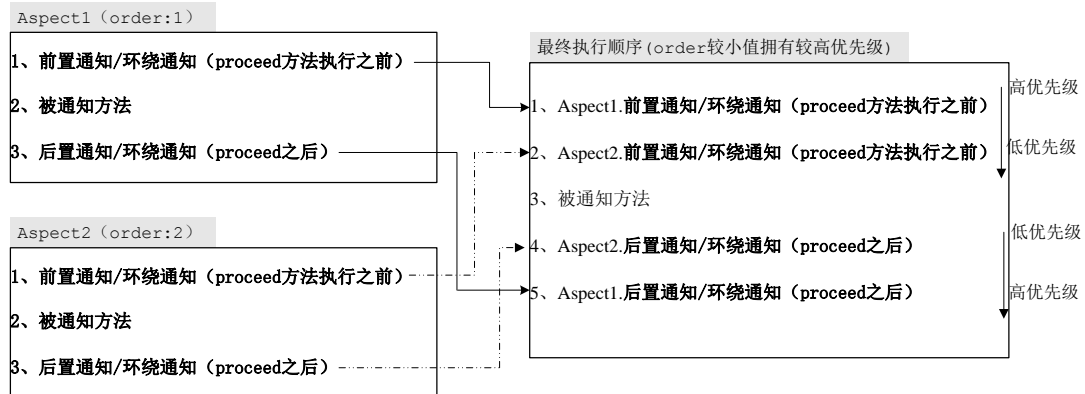 Aspect1（order:1）
1、前置通知/环绕通知（proceed方法执行之前）
2、被通知方法
3、后置通知/环绕通知（proceed之后）
Aspect2（order:2）
1、前置通知/环绕通知（proceed方法执行之前）
2、被通知方法
3、后置通知/环绕通知（proceed之后）
最终执行顺序(order较小值拥有较高优先级)
1、Aspect1.前置通知/环绕通知（proceed方法执行之前）
2、Aspect2.前置通知/环绕通知（proceed方法执行之前）
3、被通知方法
4、Aspect2.后置通知/环绕通知（proceed之后）
5、Aspect1.后置通知/环绕通知（proceed之后）
高优先级
低优先级
低优先级
高优先级